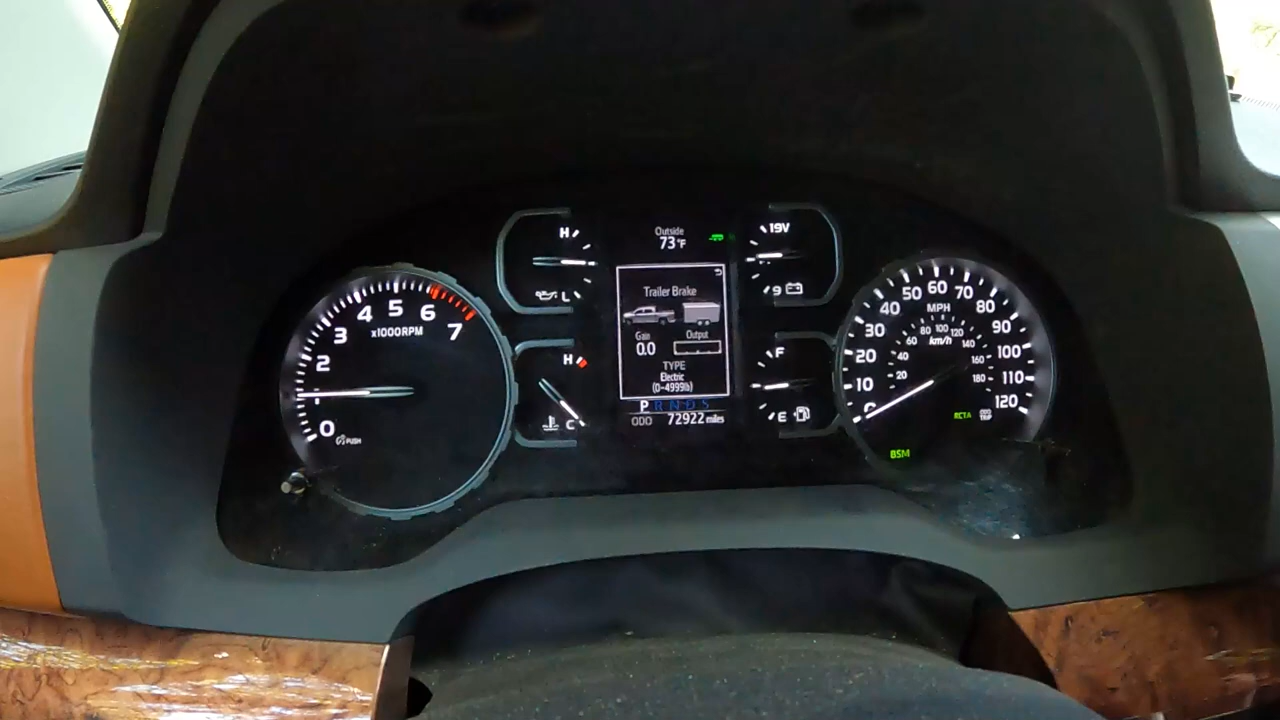 0
2
3
4
5
6
7
x1000RPM
PUSH
H
L
H
C
Outside
73°F
Trailer Brake
Gain
0.0
Output
TYPE
Electric
(0-4999lb)
P R N D S
ODO 72922 miles
19V
9
F
E
0
10
20
30
40
50
60
70
80
90
100
110
120
MPH
20
40
60
80
100
120
140
160
180
km/h
RCTA
ODO
TRIP
BSM